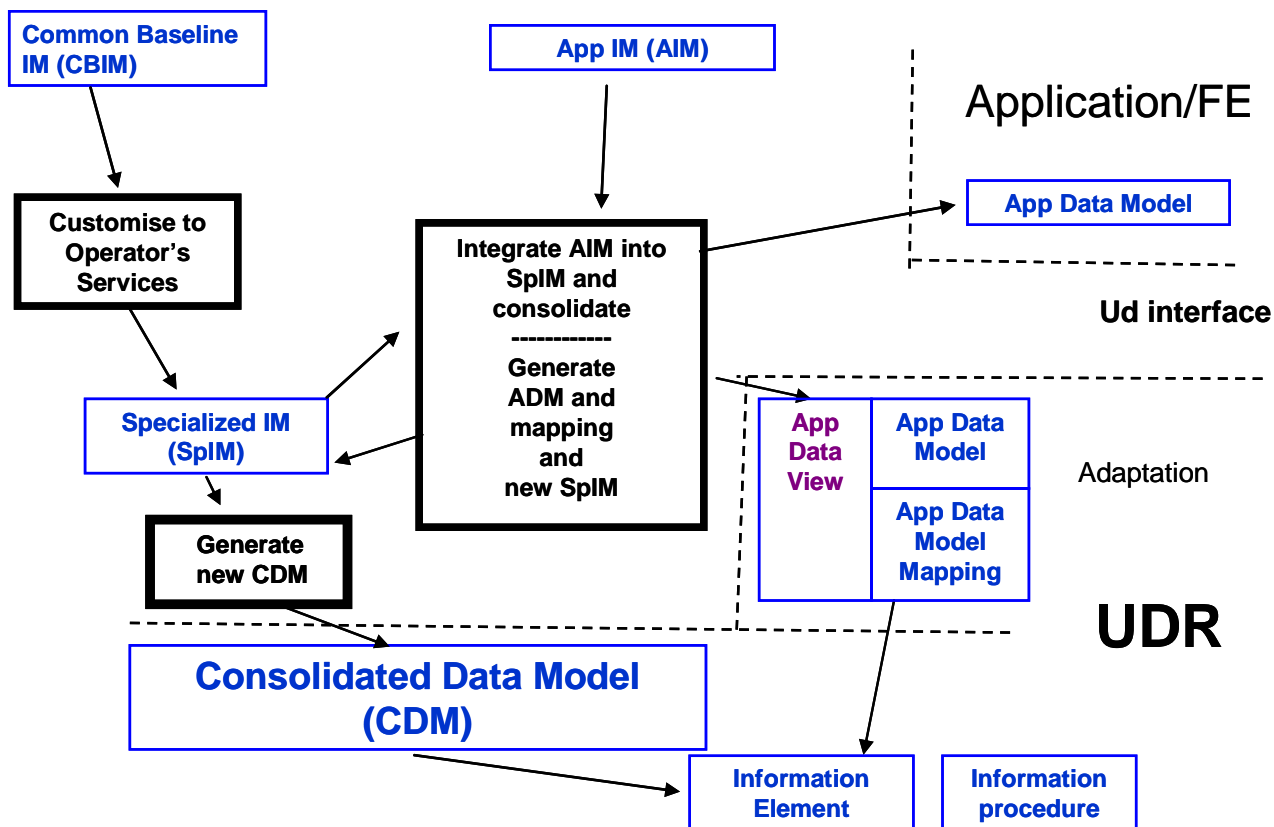 Common Baseline
IM (CBIM)
App IM (AIM)
Application/FE
App Data Model
Customise to
Operator's
Services
Integrate AIM into
SpIM and
consolidate
------------
Generate
ADM and
mapping
and
new SpIM
Ud interface
Specialized IM
(SpIM)
App
Data
View
App Data
Model
App Data
Model
Mapping
Adaptation
Generate
new CDM
UDR
Consolidated Data Model
(CDM)
Information
Element
Information
procedure